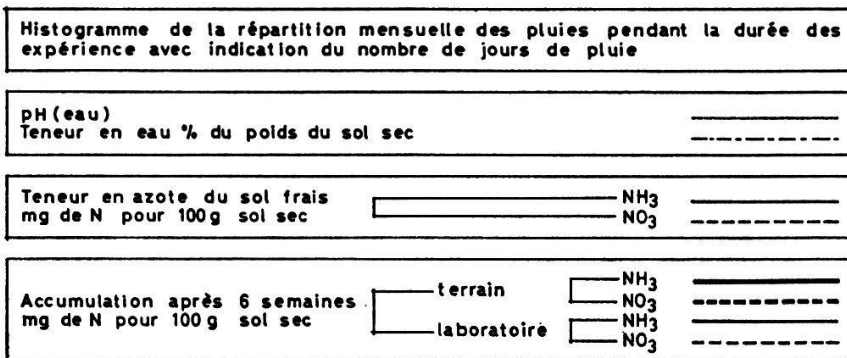 Histogramme de la répartition mensuelle des pluies pendant la durée des
expérience avec indication du nombre de jours de pluie
pH(eau)
Teneur en eau % du poids du sol sec
Teneur en azote du sol frais
mg de N pour 100g sol sec
NH3
NO3
Accumulation après 6 semaines
mg de N pour 100g sol sec
terrain
NH3
NO3
laboratoire
NH3
NO3